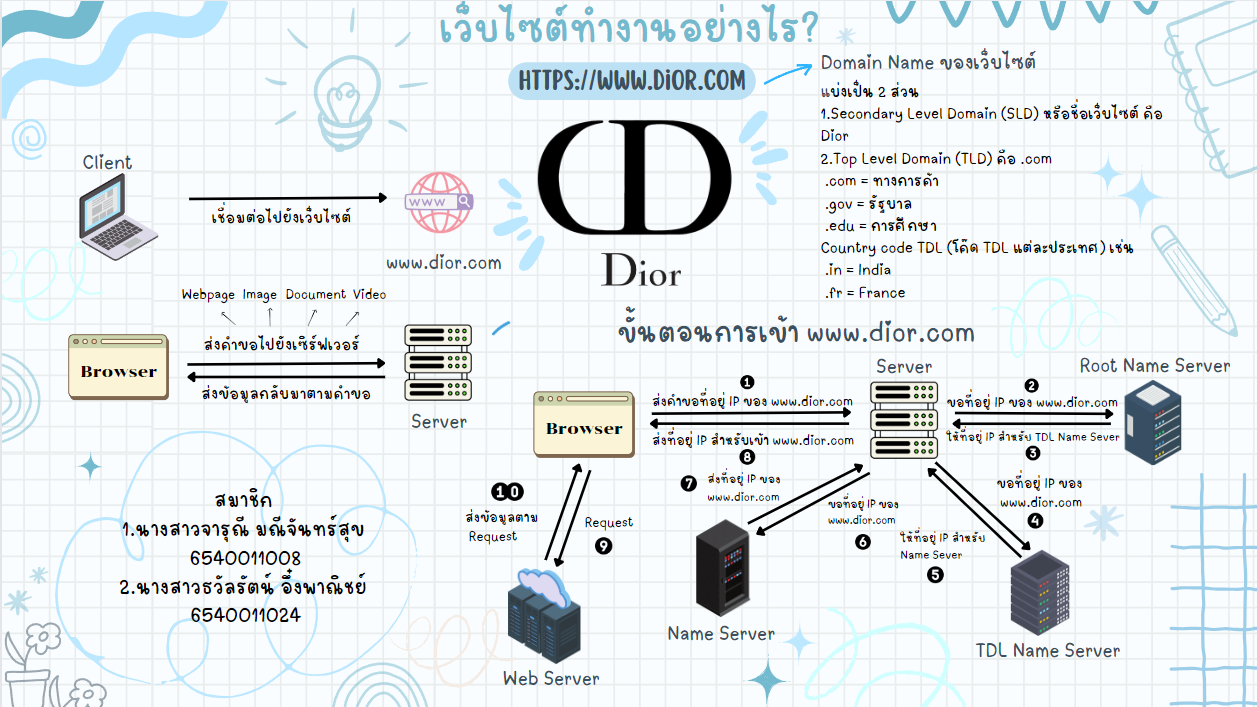 เว็บไซต์ทำงานอย่างไร?
HTTPS://WWW.DiOR.COM
Domain Name ของเว็บไซต์
แบ่งเป็น 2 ส่วน
1.Secondary Level Domain (SLD) หรือชื่อเว็บไซต์ คือ
Dior
2.Top Level Domain (TLD) คือ .com
.com = ทางการค้า
.gov = รัฐบาล
.edu = การศึกษา
Country code TDL (โค๊ด TDL แต่ละประเทศ) เช่น
.in = India
.fr = France
Client
เชื่อมต่อไปยังเว็บไซต์
www
www.dior.com
CD
Dior
Webpage Image Document Video
ส่งคำขอไปยังเซิร์ฟเวอร์
Browser
ส่งข้อมูลกลับมาตามคำขอ
Server
ขั้นตอนการเข้า www.dior.com
Server
Root Name Server
1
ส่งคำขอที่อยู่ IP ของ www.dior.com
Browser
ส่งที่อยู่ IP สำหรับเข้า www.dior.com
8
2
ขอที่อยู่ IP ของ www.dior.com
ให้ที่อยู่ IP สำหรับ TDL Name Sever
3
7
ส่งที่อยู่ IP ของ
www.dior.com
ขอที่อยู่ IP ของ
www.dior.com
6
ขอที่อยู่ IP ของ
www.dior.com
4
ให้ที่อยู่ IP สำหรับ
Name Sever
5
10
ส่งข้อมูลตาม
Request
Request
9
Name Server
TDL Name Server
Web Server
สมาชิก
1.นางสาวจารุณี มณีจันทร์สุข
6540011008
2.นางสาวธวัลรัตน์ อึ๋งพาณิชย์
6540011024